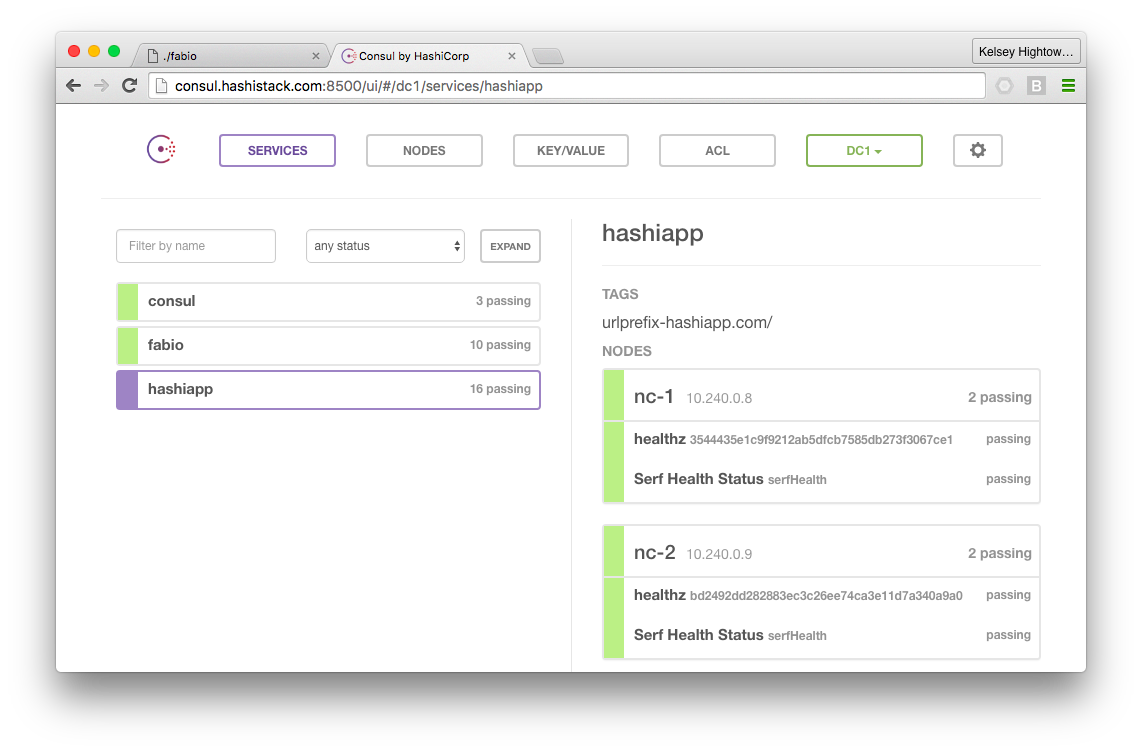 ./fabio
Consul by HashiCorp
Kelsey Hightow…
consul.hashistack.com:8500/ui/#/dc1/services/hashiapp
B
SERVICES NODES KEY/VALUE ACL DC1
Filter by name any status EXPAND
consul 3 passing
fabio 10 passing
hashiapp 16 passing
hashiapp
TAGS
urlprefix-hashiapp.com/
NODES
nc-1 10.240.0.8 2 passing
healthz 3544435e1c9f9212ab5dfcb7585db273f3067ce1 passing
Serf Health Status serfHealth passing
nc-2 10.240.0.9 2 passing
healthz bd2492dd282883ec3c26ee74ca3e11d7a340a9a0 passing
Serf Health Status serfHealth passing